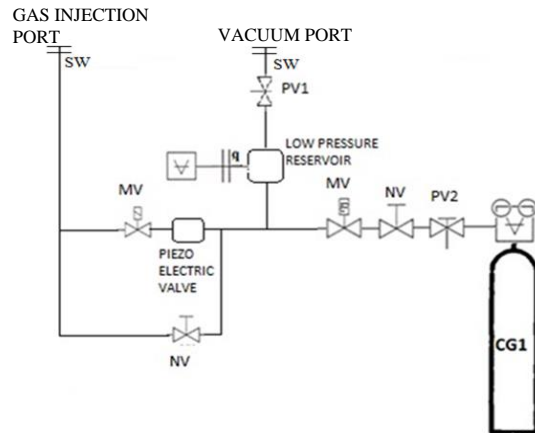 GAS INJECTION
PORT
SW
VACUUM PORT
SW
PV1
LOW PRESSURE
RESERVOIR
q
MV
PIEZO
ELECTRIC
VALVE
MV
NV
PV2
NV
CG1